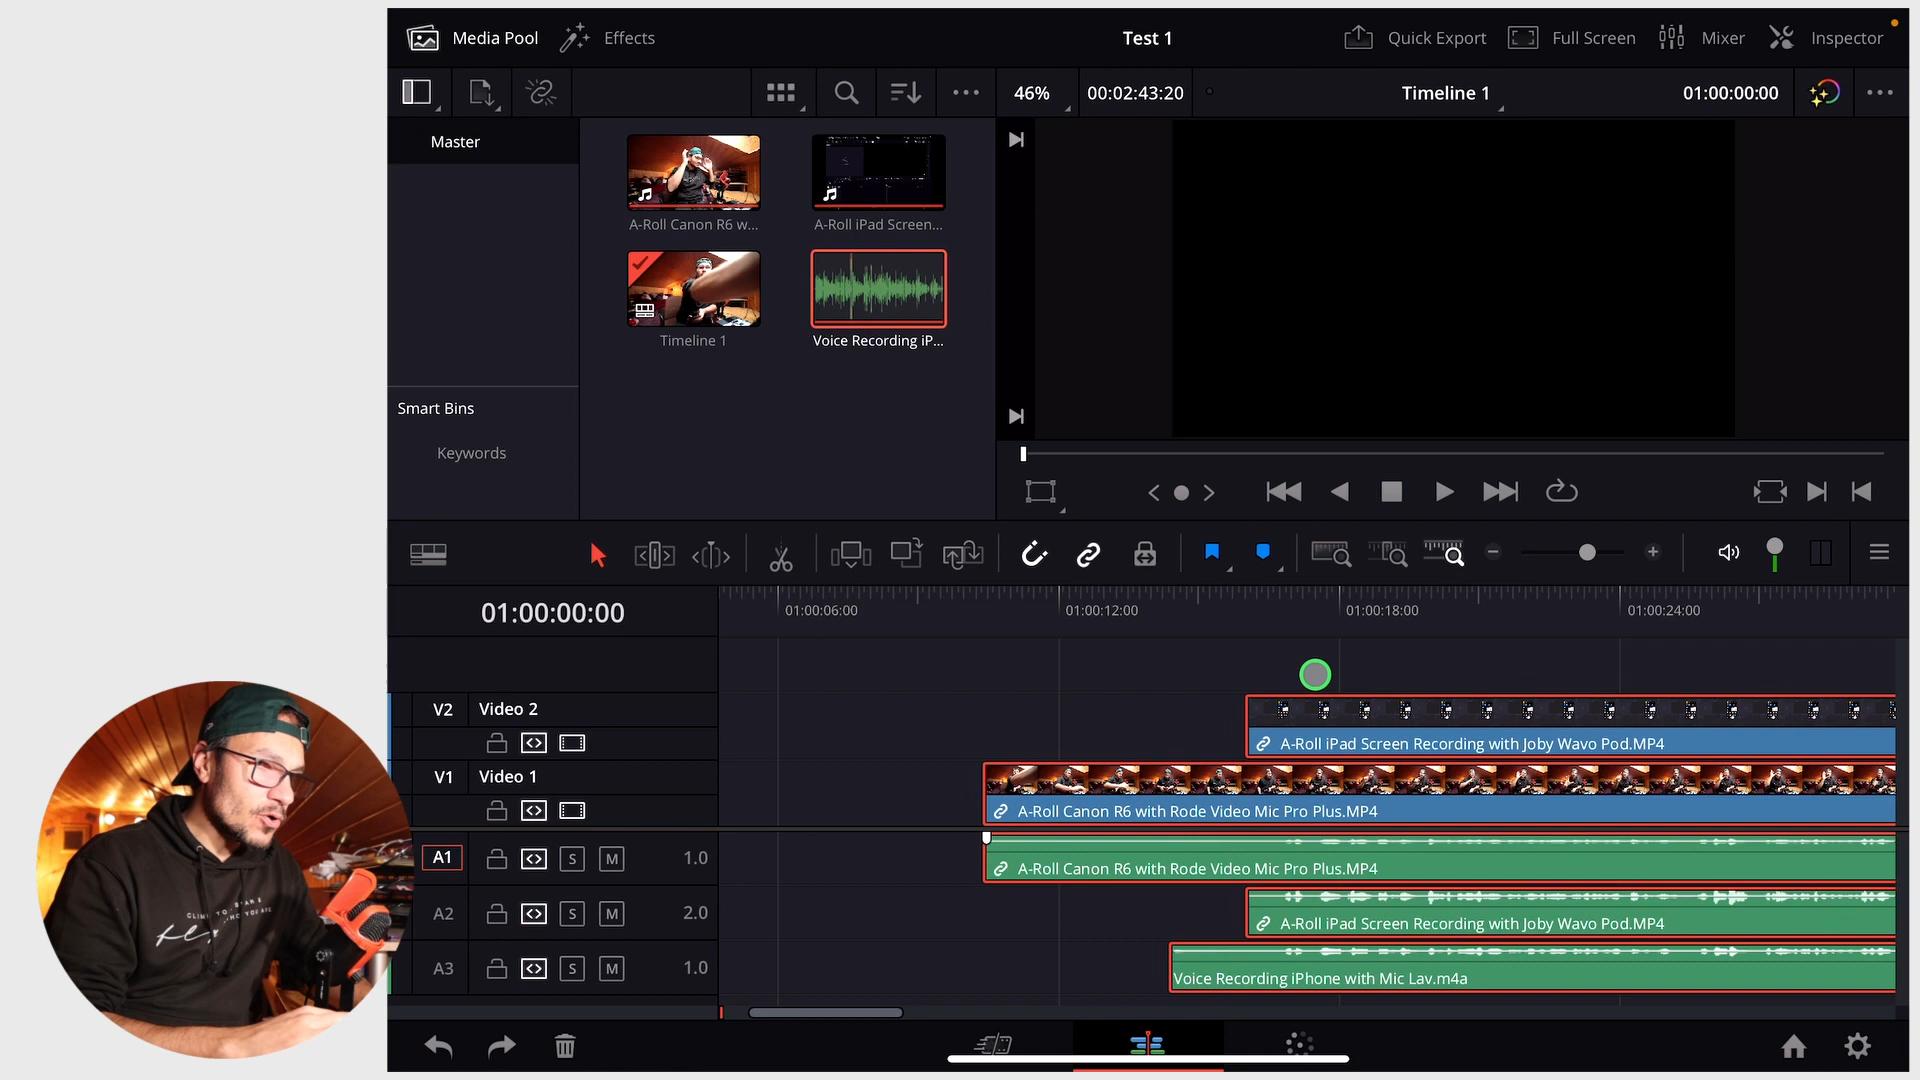 Media Pool Effects Test 1 Quick Export Full Screen Mixer Inspector
46% 00:02:43:20 Timeline 1 01:00:00:00
Master
A-Roll Canon R6 w... A-Roll iPad Screen...
Timeline 1 Voice Recording iP...
Smart Bins
Keywords
01:00:00:00 01:00:06:00 01:00:12:00 01:00:18:00 01:00:24:00
V2 Video 2
A-Roll iPad Screen Recording with Joby Wavo Pod.MP4
V1 Video 1
A-Roll Canon R6 with Rode Video Mic Pro Plus.MP4
A1 S M 1.0
A-Roll Canon R6 with Rode Video Mic Pro Plus.MP4
A2 S M 2.0
A-Roll iPad Screen Recording with Joby Wavo Pod.MP4
A3 S M 1.0
Voice Recording iPhone with Mic Lav.m4a